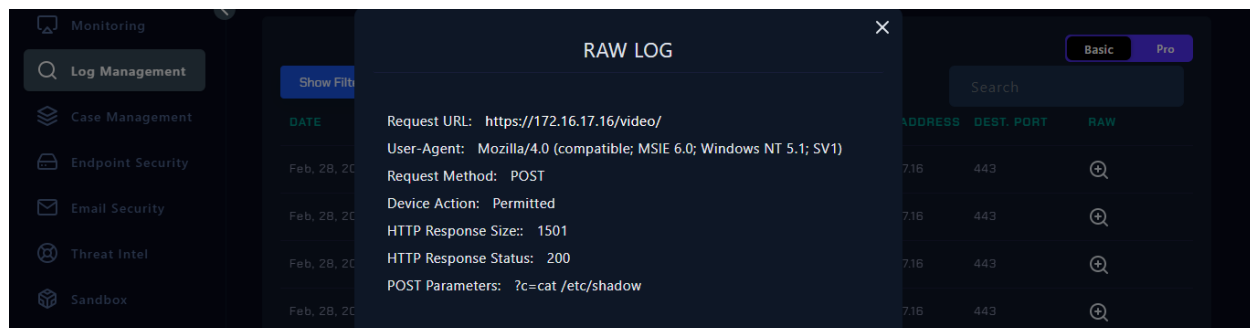 Monitoring
RAW LOG
Basic Pro
Log Management
Show Filte
Search
DATE ADDRESS DEST. PORT RAW
Request URL: https://172.16.17.16/video/
Case Management
User-Agent: Mozilla/4.0 (compatible; MSIE 6.0; Windows NT 5.1; SV1)
Endpoint Security
Feb, 28, 20 7.16 443
Request Method: POST
Device Action: Permitted
Email Security
Feb, 28, 20 7.16 443
HTTP Response Size:: 1501
Threat Intel
HTTP Response Status: 200
Feb, 28, 20 7.16 443
POST Parameters: ?c=cat /etc/shadow
Sandbox
Feb, 28, 20 7.16 443